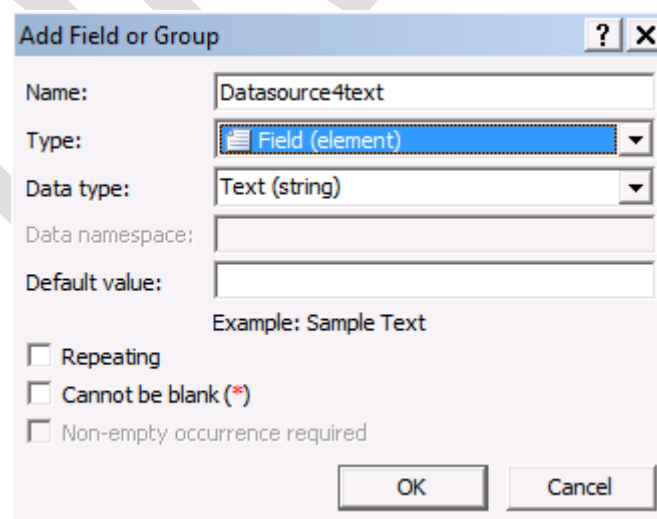 Add Field or Group
Name: Datasource4text
Type: Field (element)
Data type: Text (string)
Data namespace:
Default value:
Example: Sample Text
Repeating
Cannot be blank (*)
Non-empty occurrence required
OK Cancel